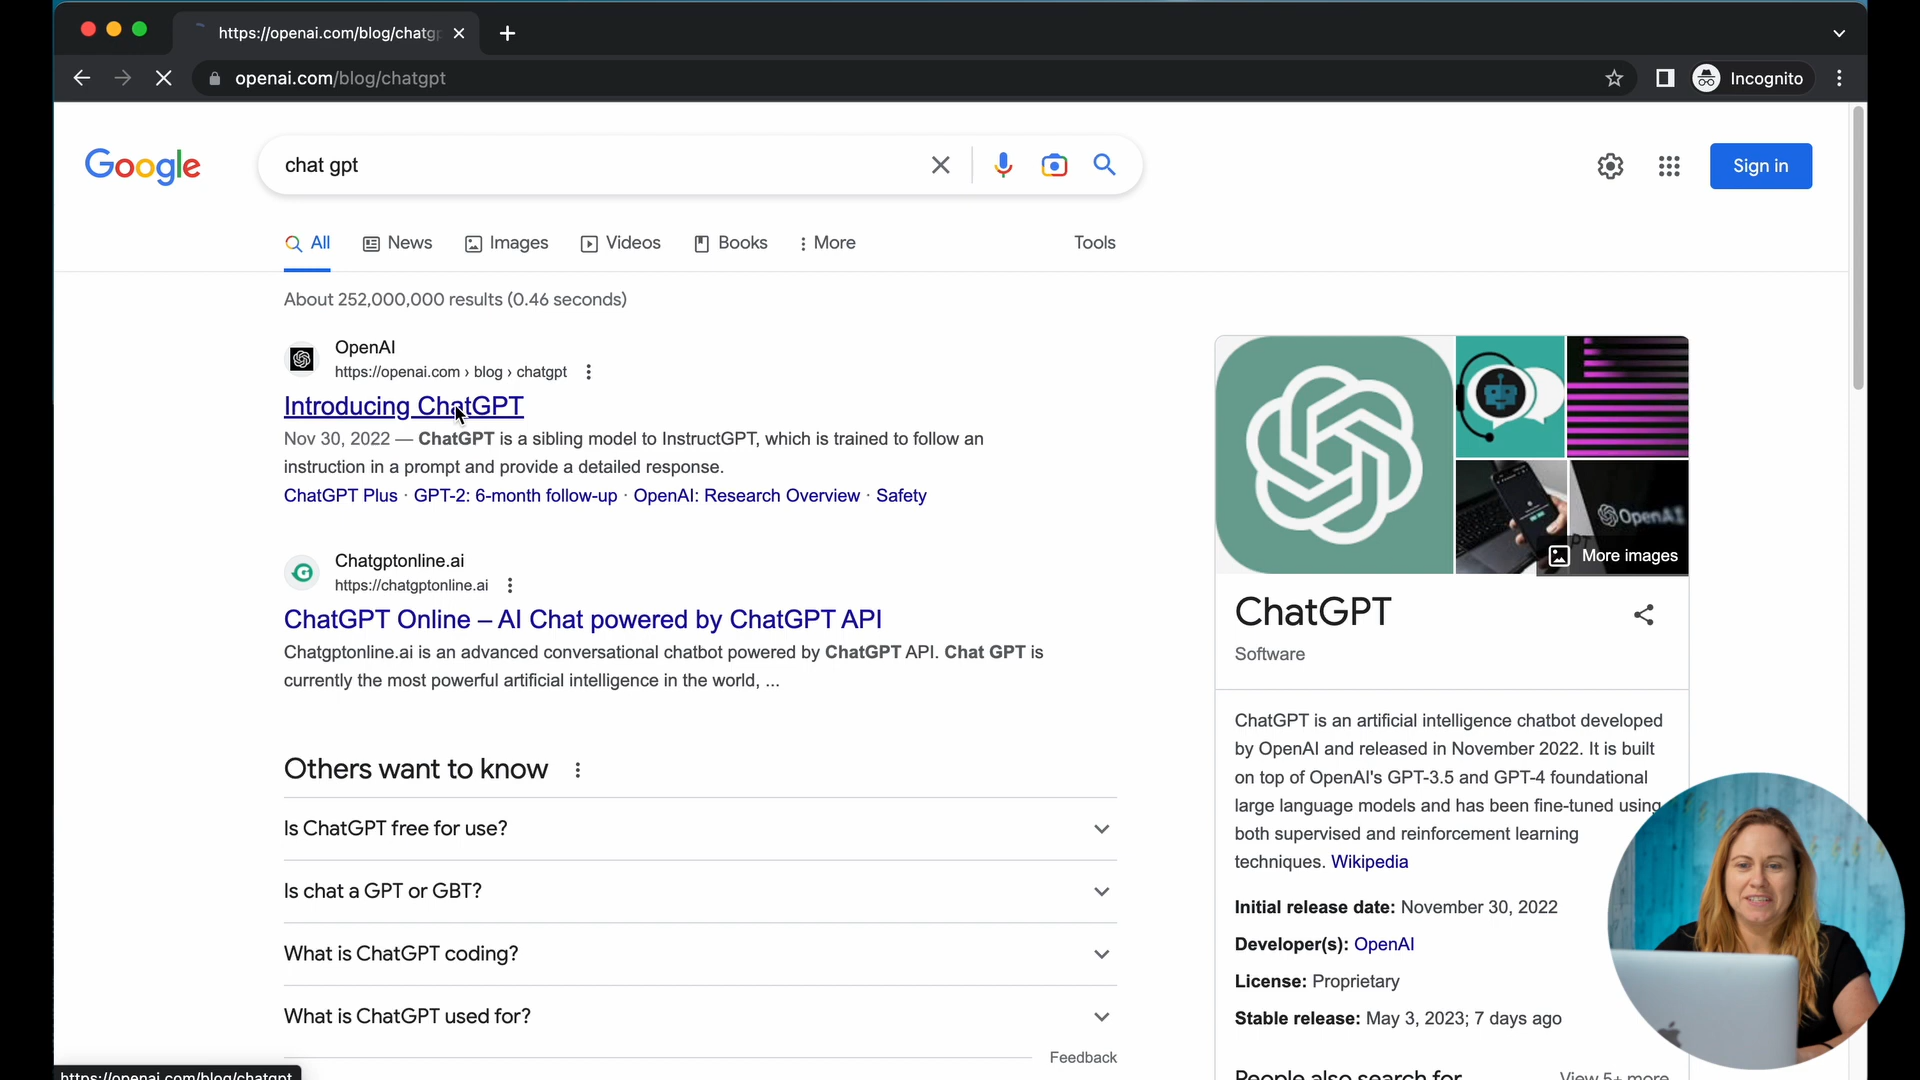 https://openai.com/blog/chatgp
openai.com/blog/chatgpt
Incognito
Google
chat gpt
Sign in
All
News
Images
Videos
Books
More
Tools
About 252,000,000 results (0.46 seconds)
OpenAI
https://openai.com › blog › chatgpt
Introducing ChatGPT
Nov 30, 2022 — ChatGPT is a sibling model to InstructGPT, which is trained to follow an
instruction in a prompt and provide a detailed response.
ChatGPT Plus · GPT-2: 6-month follow-up · OpenAI: Research Overview · Safety
Chatgptonline.ai
https://chatgptonline.ai
ChatGPT Online – AI Chat powered by ChatGPT API
Chatgptonline.ai is an advanced conversational chatbot powered by ChatGPT API. Chat GPT is
currently the most powerful artificial intelligence in the world, ...
Others want to know
Is ChatGPT free for use?
Is chat a GPT or GBT?
What is ChatGPT coding?
What is ChatGPT used for?
Feedback
https://openai.com/blog/chatgpt
OpenAI
More images
ChatGPT
Software
ChatGPT is an artificial intelligence chatbot developed
by OpenAI and released in November 2022. It is built
on top of OpenAI's GPT-3.5 and GPT-4 foundational
large language models and has been fine-tuned using
both supervised and reinforcement learning
techniques. Wikipedia
Initial release date: November 30, 2022
Developer(s): OpenAI
License: Proprietary
Stable release: May 3, 2023; 7 days ago
People also search for
View 5+ more